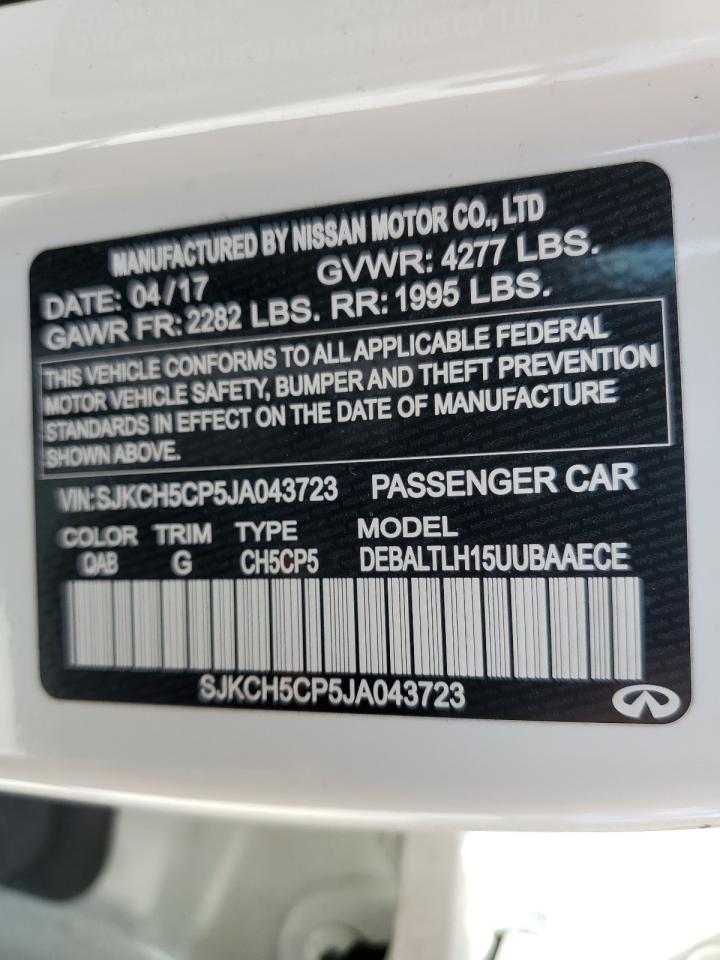 MANUFACTURED BY NISSAN MOTOR CO., LTD
DATE: 04/17 GVWR: 4277 LBS.
GAWR FR: 2282 LBS. RR: 1995 LBS.
THIS VEHICLE CONFORMS TO ALL APPLICABLE FEDERAL
MOTOR VEHICLE SAFETY, BUMPER AND THEFT PREVENTION
STANDARDS IN EFFECT ON THE DATE OF MANUFACTURE
SHOWN ABOVE.
VIN: SJKCH5CP5JA043723 PASSENGER CAR
COLOR TRIM TYPE MODEL
QAB G CH5CP5 DEBALTLH15UUBAAECE
SJKCH5CP5JA043723